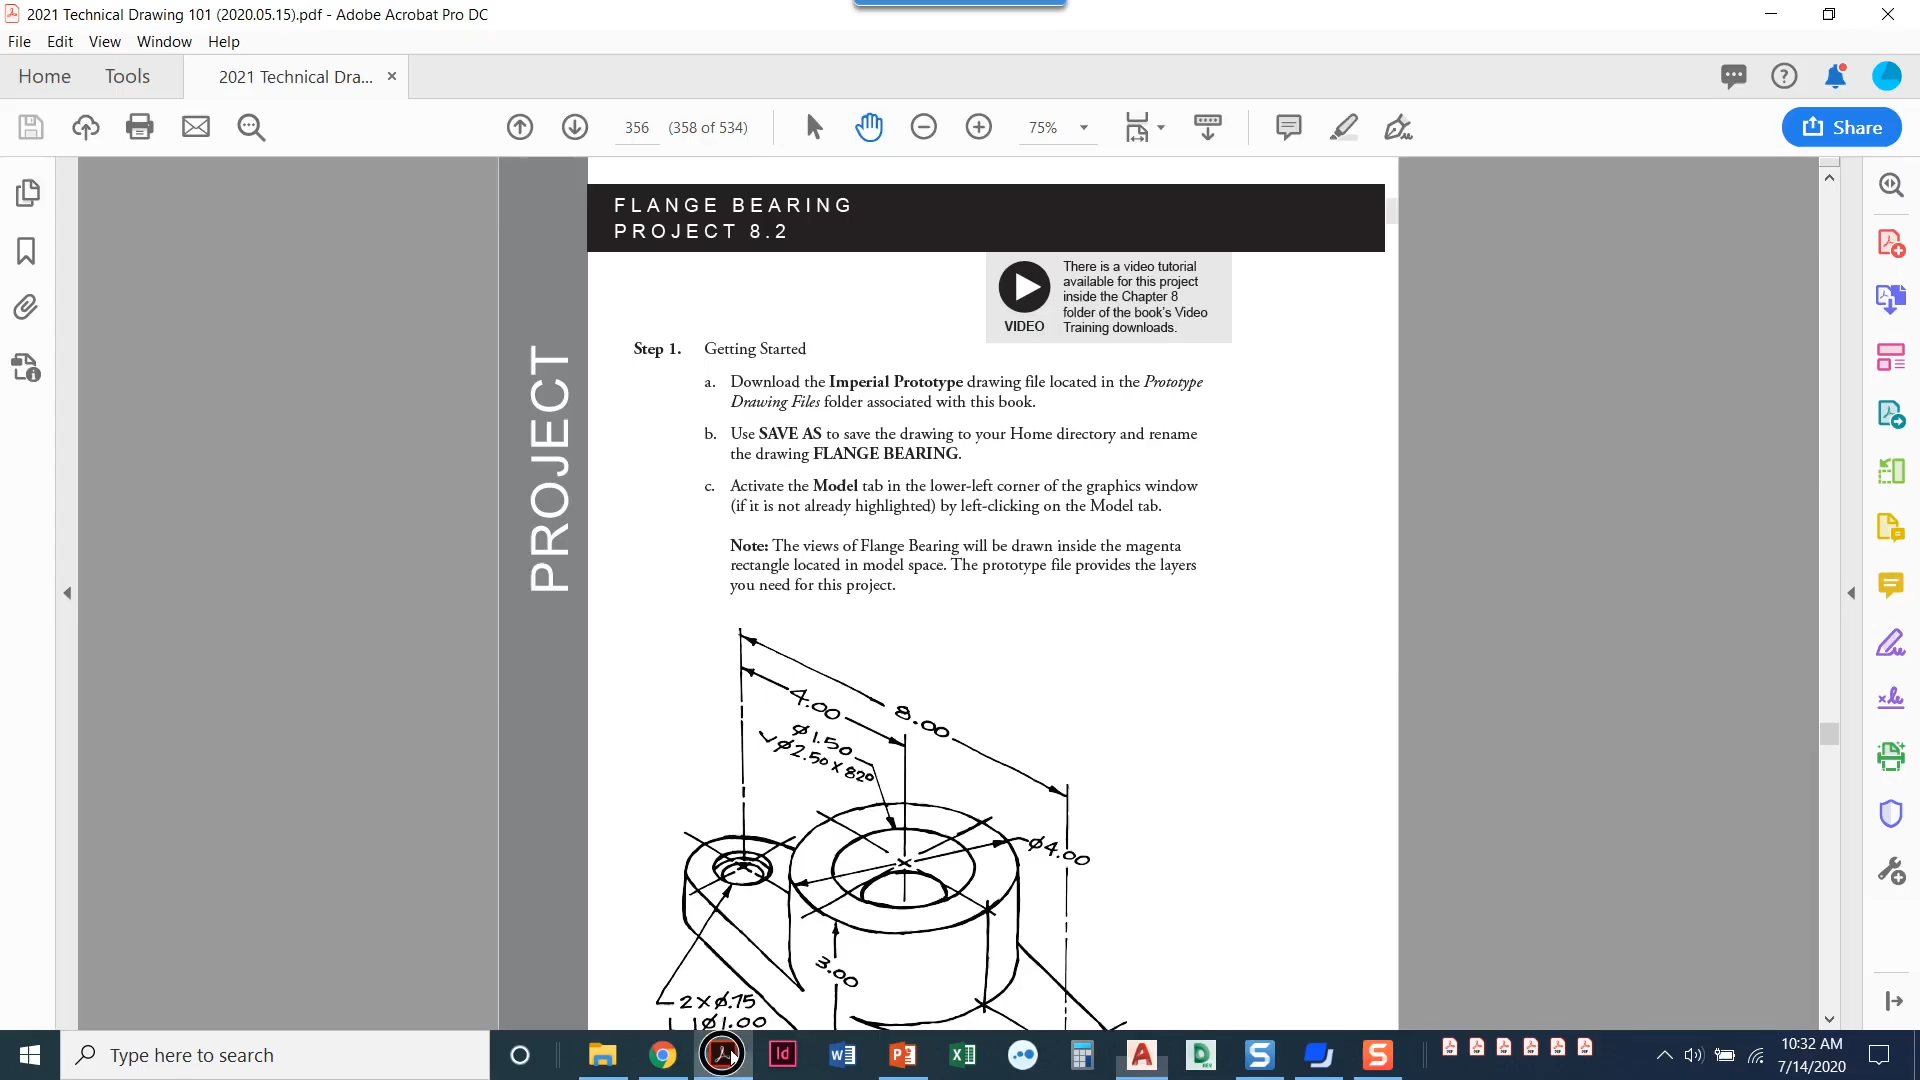 2021 Technical Drawing 101 (2020.05.15).pdf - Adobe Acrobat Pro DC
File Edit View Window Help
Home Tools 2021 Technical Dra... ×
356 (358 of 534) 75% Share
FLANGE BEARING
PROJECT 8.2
PROJECT
VIDEO
There is a video tutorial
available for this project
inside the Chapter 8
folder of the book's Video
Training downloads.
Step 1. Getting Started
a. Download the Imperial Prototype drawing file located in the Prototype
Drawing Files folder associated with this book.
b. Use SAVE AS to save the drawing to your Home directory and rename
the drawing FLANGE BEARING.
c. Activate the Model tab in the lower-left corner of the graphics window
(if it is not already highlighted) by left-clicking on the Model tab.
Note: The views of Flange Bearing will be drawn inside the magenta
rectangle located in model space. The prototype file provides the layers
you need for this project.
4.00
8.00
⌀1.50
⌵⌀2.50 X 82°
⌀4.00
3.00
2X⌀.75
⌴⌀1.00
Type here to search
10:32 AM
7/14/2020